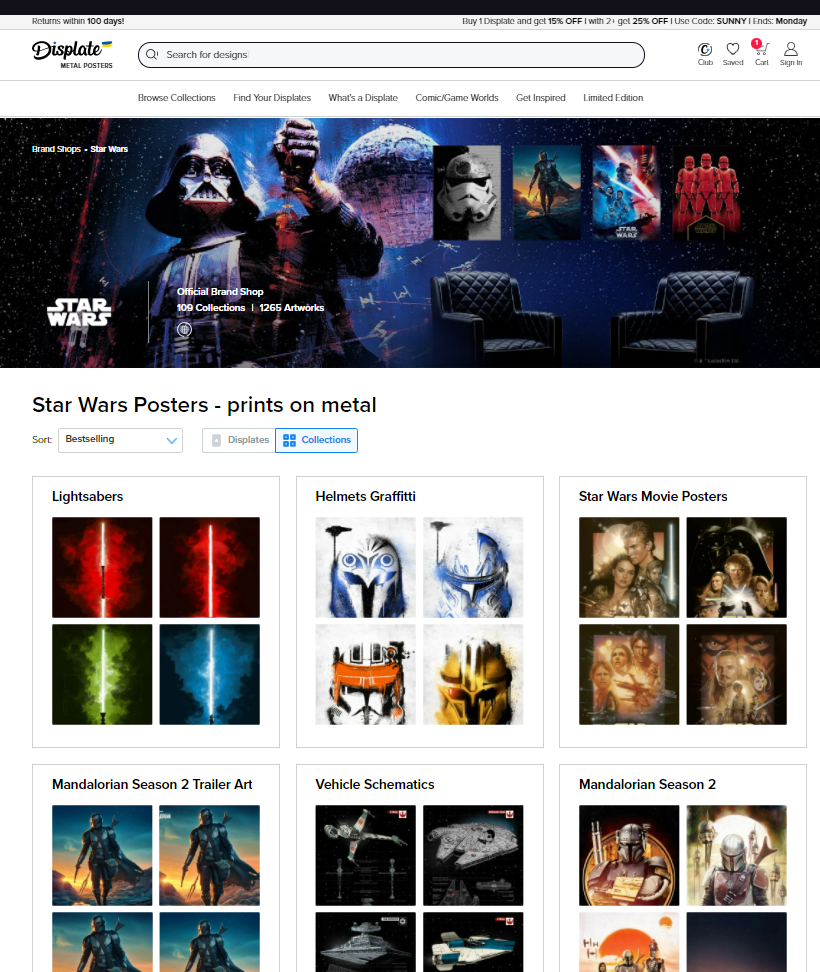 Returns within 100 days!
Buy 1 Displate and get 15% OFF | with 2+ get 25% OFF | Use Code: SUNNY | Ends: Monday
Displate
METAL POSTERS
Search for designs
Club
Saved
1
Cart
Sign In
Browse Collections
Find Your Displates
What's a Displate
Comic/Game Worlds
Get Inspired
Limited Edition
Brand Shops • Star Wars
STAR WARS
STAR
WARS
Official Brand Shop
109 Collections | 1265 Artworks
Star Wars Posters - prints on metal
Sort:
Bestselling
Displates
Collections
Lightsabers
Helmets Graffitti
Star Wars Movie Posters
Mandalorian Season 2 Trailer Art
Vehicle Schematics
Mandalorian Season 2